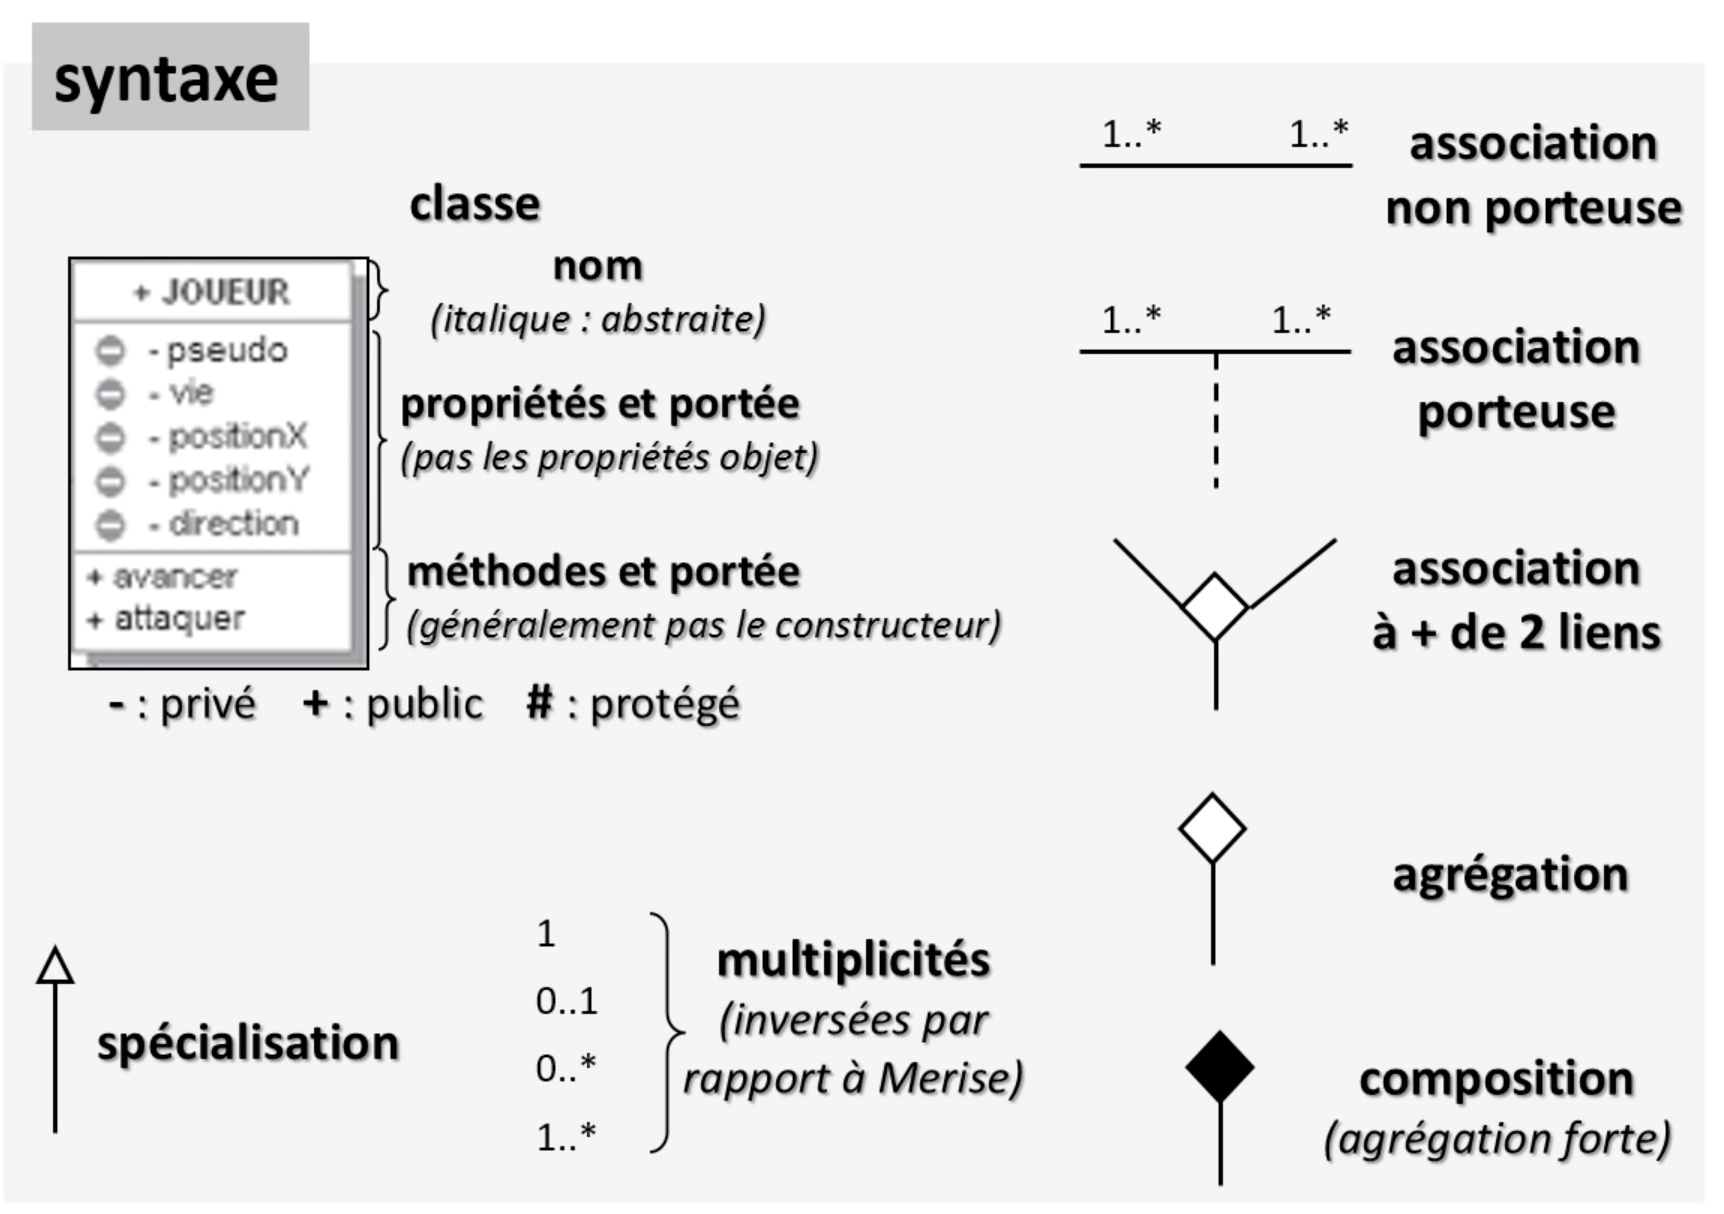 syntaxe
classe
nom
(italique : abstraite)
+ JOUEUR
- pseudo
- vie
- positionX
- positionY
- direction
propriétés et portée
(pas les propriétés objet)
+ avancer
+ attaquer
méthodes et portée
(généralement pas le constructeur)
- : privé + : public # : protégé
spécialisation
1
0..1
0..*
1..*
multiplicités
(inversées par
rapport à Merise)
1..* 1..*
association
non porteuse
1..* 1..*
association
porteuse
association
à + de 2 liens
agrégation
composition
(agrégation forte)